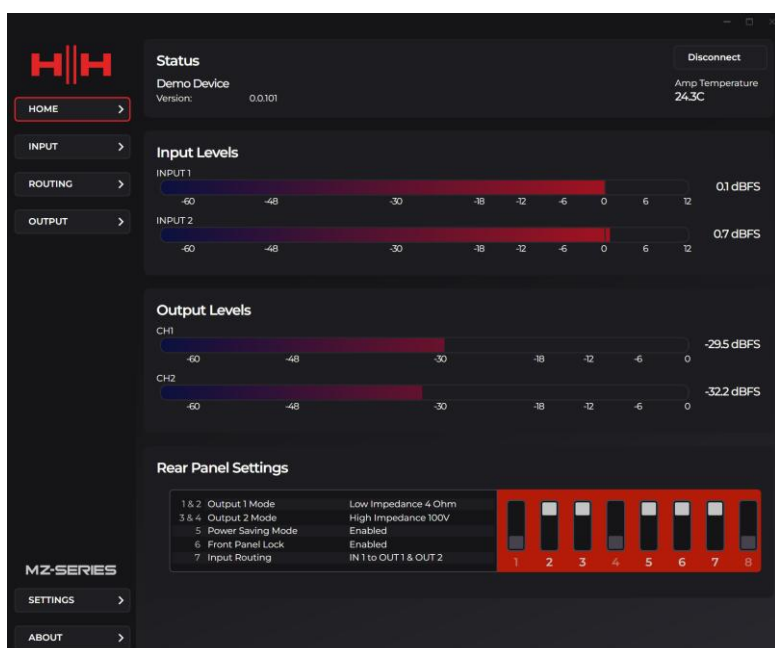 H||H
HOME
INPUT
ROUTING
OUTPUT
MZ-SERIES
SETTINGS
ABOUT
Status
Disconnect
Demo Device
Version: 0.0.101
Amp Temperature
24.3C
Input Levels
INPUT 1
0.1 dBFS
-60 -48 -30 -18 -12 -6 0 6 12
INPUT 2
0.7 dBFS
-60 -48 -30 -18 -12 -6 0 6 12
Output Levels
CH1
-29.5 dBFS
-60 -48 -30 -18 -12 -6 0
CH2
-32.2 dBFS
-60 -48 -30 -18 -12 -6 0
Rear Panel Settings
1 & 2 Output 1 Mode Low Impedance 4 Ohm
3 & 4 Output 2 Mode High Impedance 100V
5 Power Saving Mode Enabled
6 Front Panel Lock Enabled
7 Input Routing IN 1 to OUT 1 & OUT 2
1 2 3 4 5 6 7 8